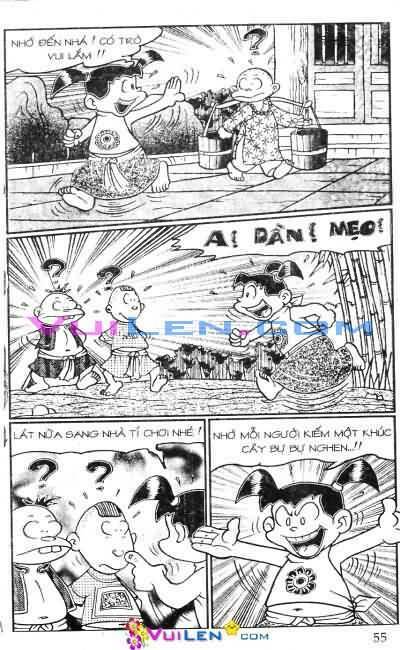 NHỚ ĐẾN NHÁ! CÓ TRÒ
VUI LẮM!!
?
AI DẦN! MẸO!
? ?
VUILEN.COM
LÁT NỮA SANG NHÀ TÍ CHƠI NHÉ!
? ?
NHỚ MỖI NGƯỜI KIẾM MỘT KHÚC
CÂY BỰ BỰ NGHEN..!!
55
VUILEN.COM